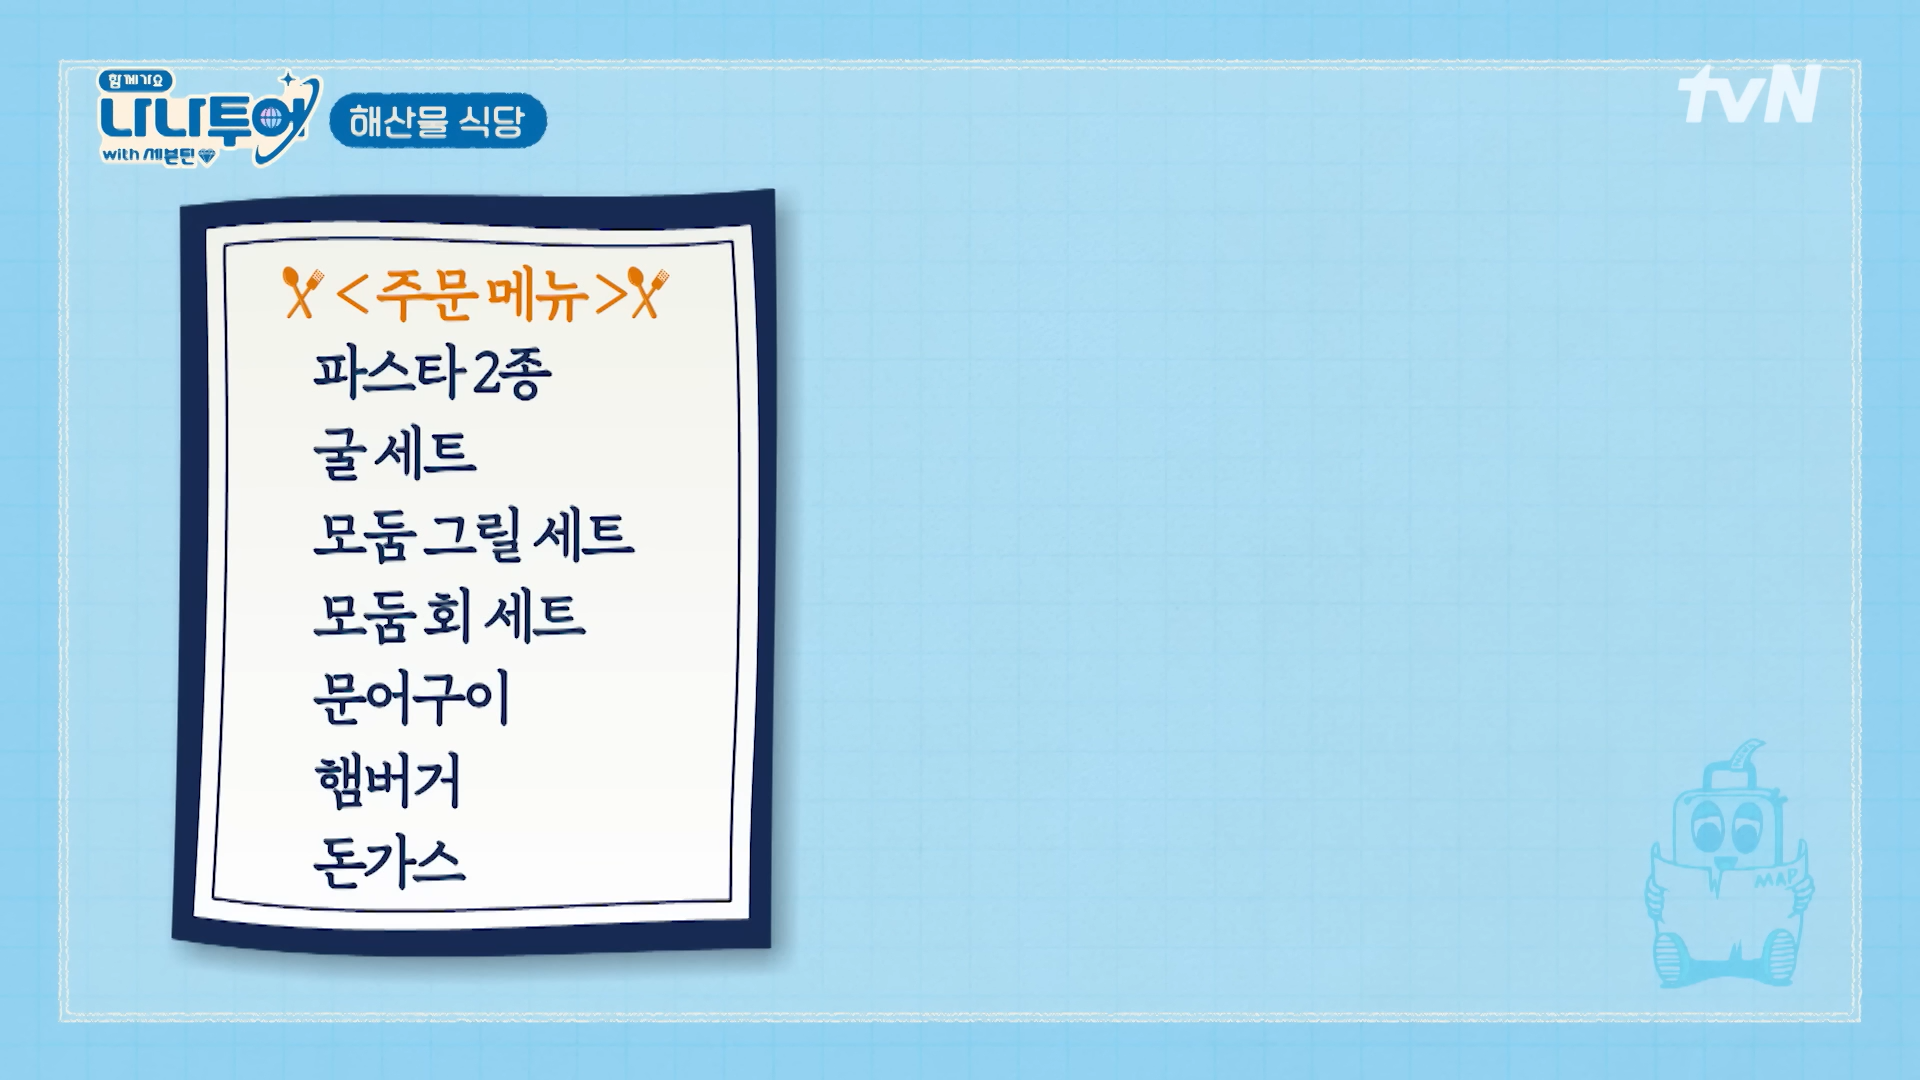 함께가요
나나투어
with 세븐틴
해산물 식당
tvN
<주문 메뉴>
파스타 2종
굴 세트
모둠 그릴 세트
모둠 회 세트
문어구이
햄버거
돈가스
MAP